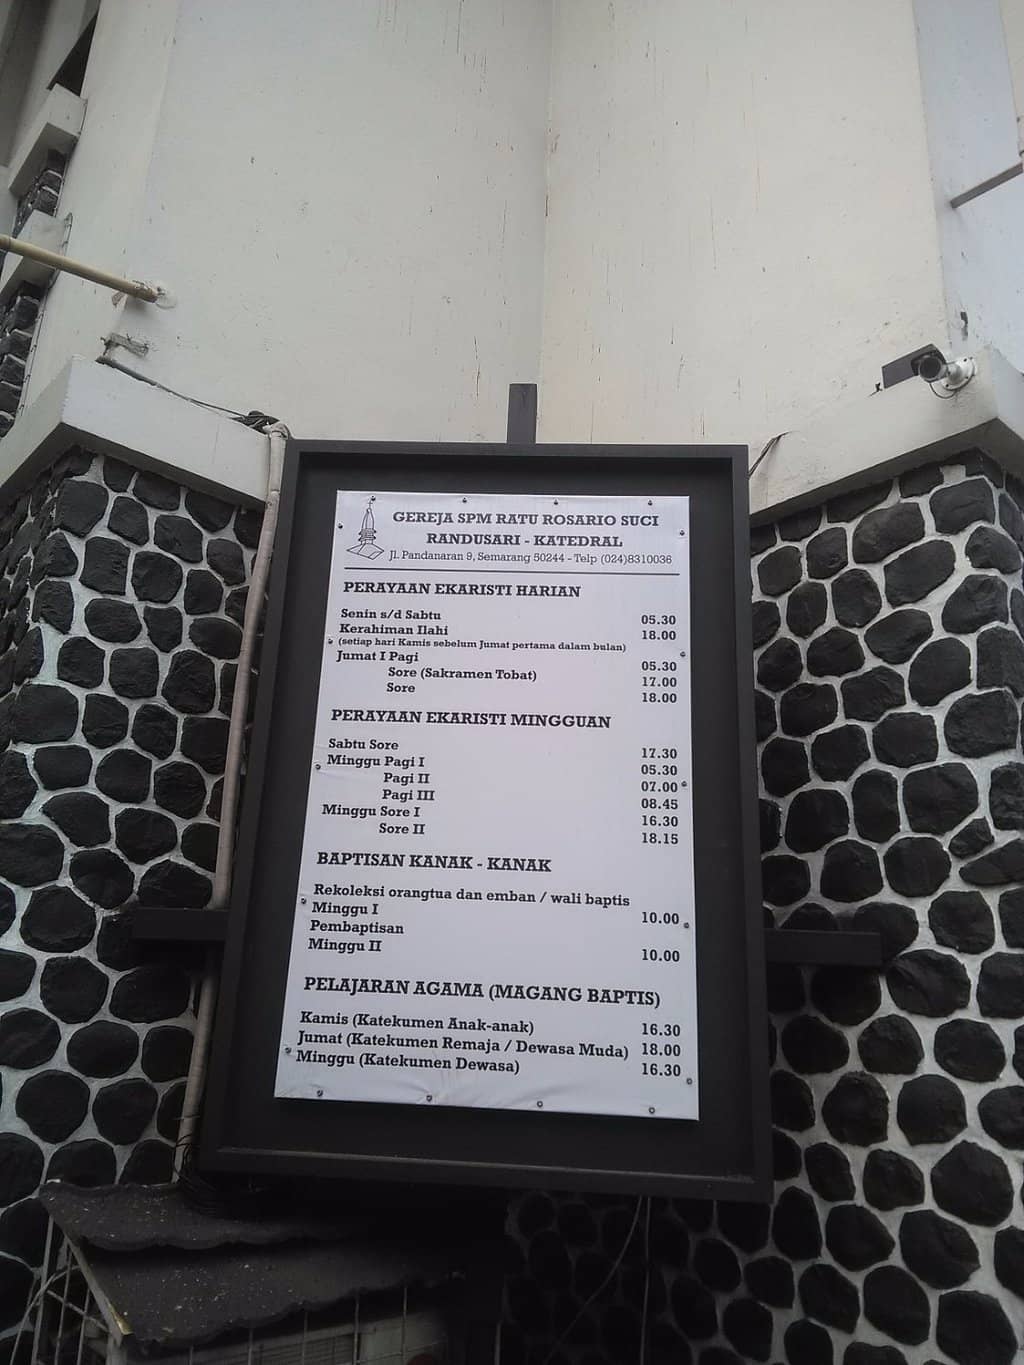 GEREJA SPM RATU ROSARIO SUCI
RANDUSARI - KATEDRAL
Jl. Pandanaran 9, Semarang 50244 - Telp (024)8310036
PERAYAAN EKARISTI HARIAN
Senin s/d Sabtu 05.30
Kerahiman Ilahi 18.00
(setiap hari Kamis sebelum Jumat pertama dalam bulan)
Jumat I Pagi 05.30
Sore (Sakramen Tobat) 17.00
Sore 18.00
PERAYAAN EKARISTI MINGGUAN
Sabtu Sore 17.30
Minggu Pagi I 05.30
Pagi II 07.00
Pagi III 08.45
Minggu Sore I 16.30
Sore II 18.15
BAPTISAN KANAK - KANAK
Rekoleksi orangtua dan emban / wali baptis
Minggu I 10.00
Pembaptisan
Minggu II 10.00
PELAJARAN AGAMA (MAGANG BAPTIS)
Kamis (Katekumen Anak-anak) 16.30
Jumat (Katekumen Remaja / Dewasa Muda) 18.00
Minggu (Katekumen Dewasa) 16.30